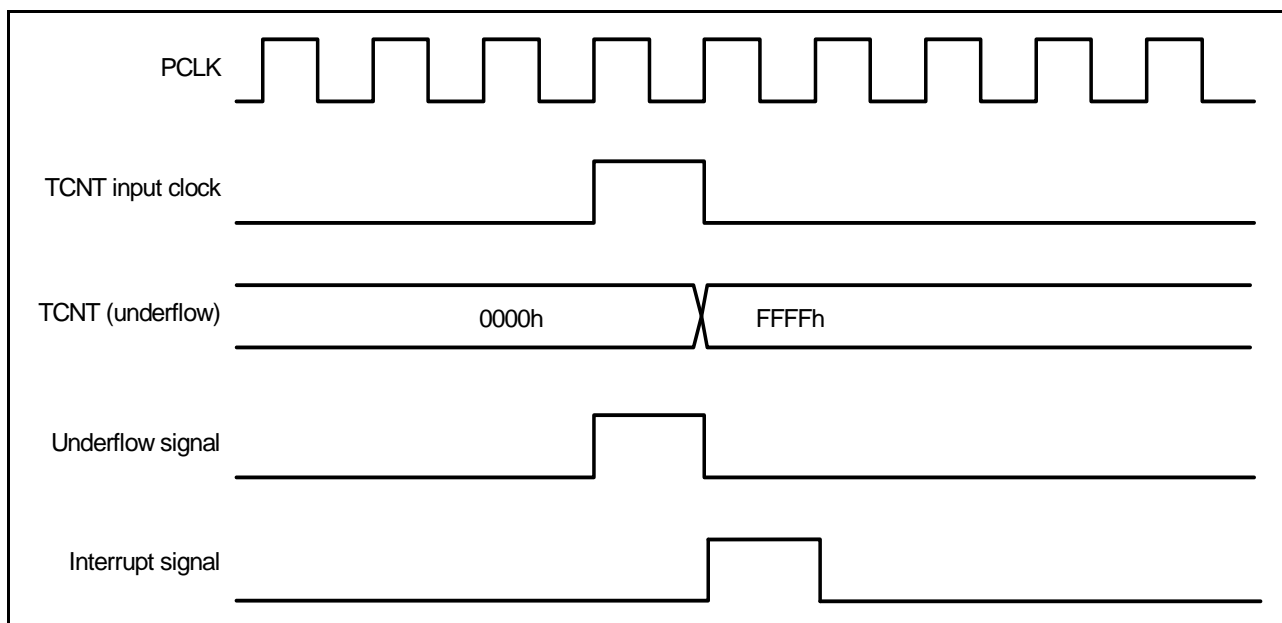 PCLK
TCNT input clock
TCNT (underflow)
0000h
FFFFh
Underflow signal
Interrupt signal